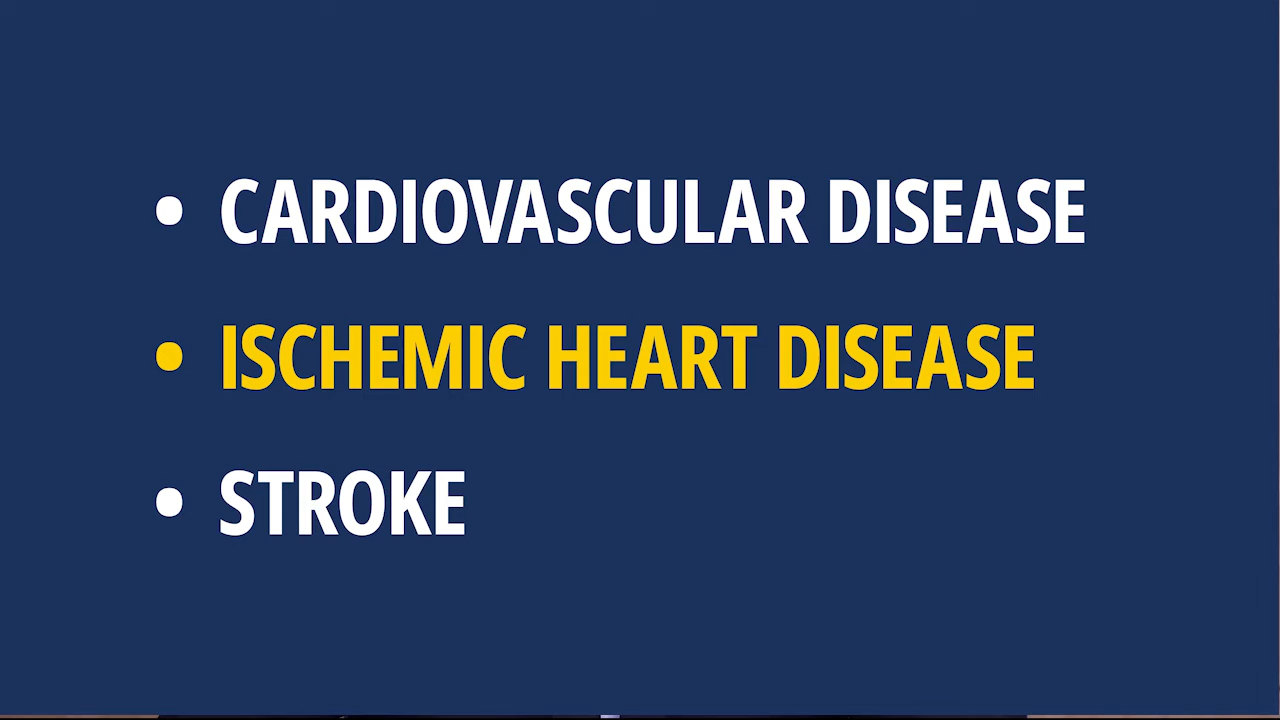 • CARDIOVASCULAR DISEASE
• ISCHEMIC HEART DISEASE
• STROKE